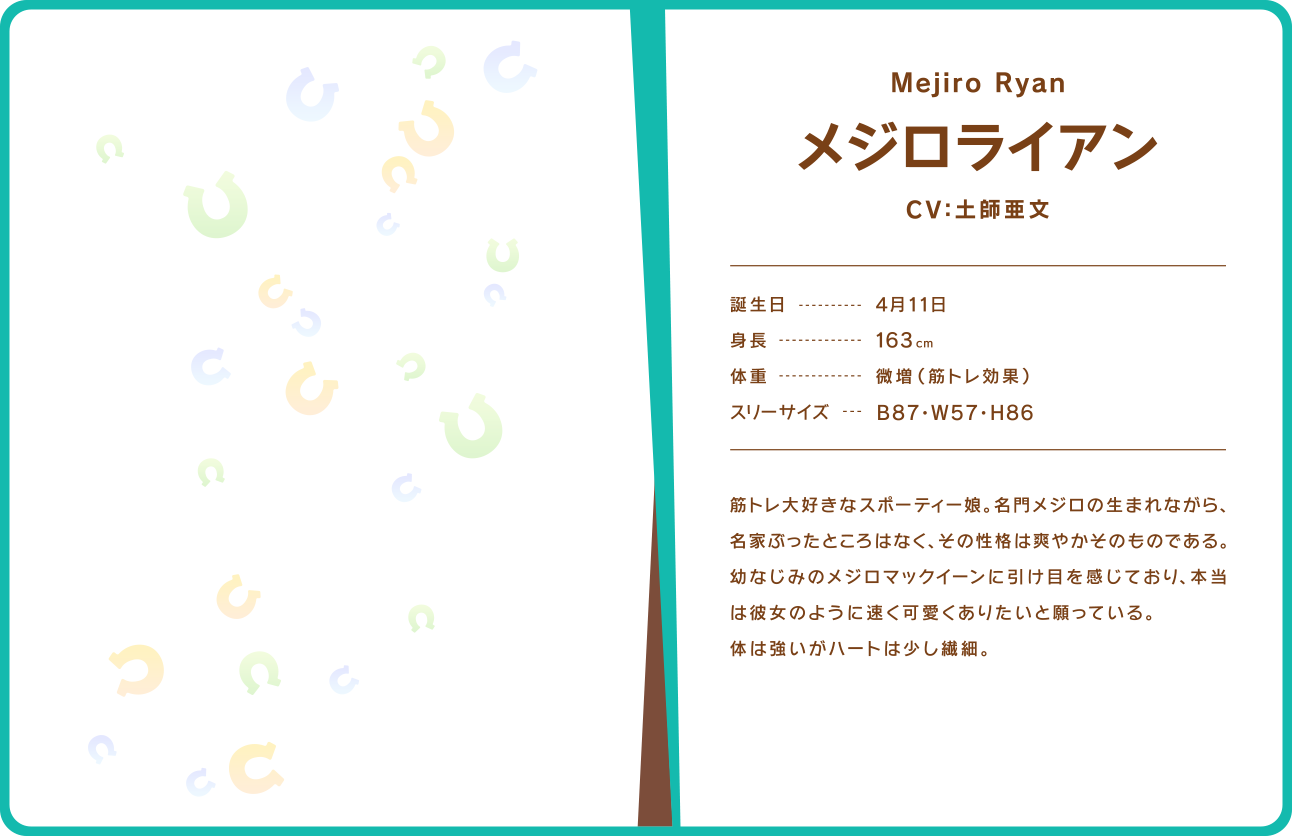 Mejiro Ryan
メジロライアン
CV:土師亜文
誕生日 ---------- 4月11日
身長 ------------- 163cm
体重 ------------- 微増(筋トレ効果)
スリーサイズ --- B87・W57・H86
筋トレ大好きなスポーティー娘。名門メジロの生まれながら、
名家ぶったところはなく、その性格は爽やかそのものである。
幼なじみのメジロマックイーンに引け目を感じており、本当
は彼女のように速く可愛くありたいと願っている。
体は強いがハートは少し繊細。